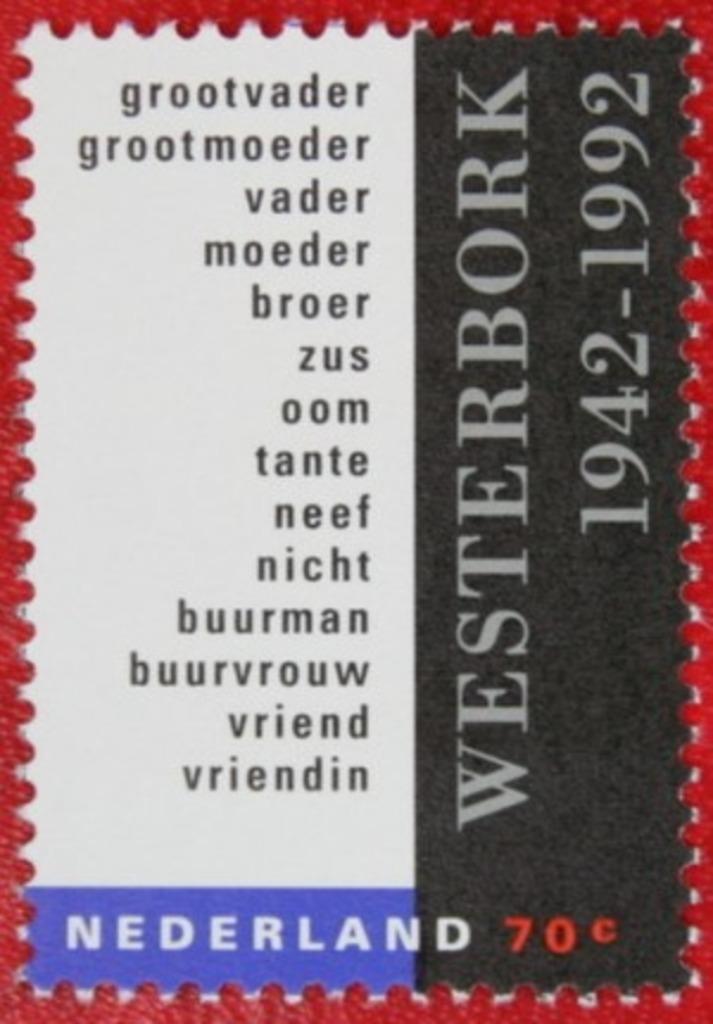 grootvader
grootmoeder
vader
moeder
broer
zus
oom
tante
neef
nicht
buurman
buurvrouw
vriend
vriendin
WESTERBORK
1942-1992
NEDERLAND 70c